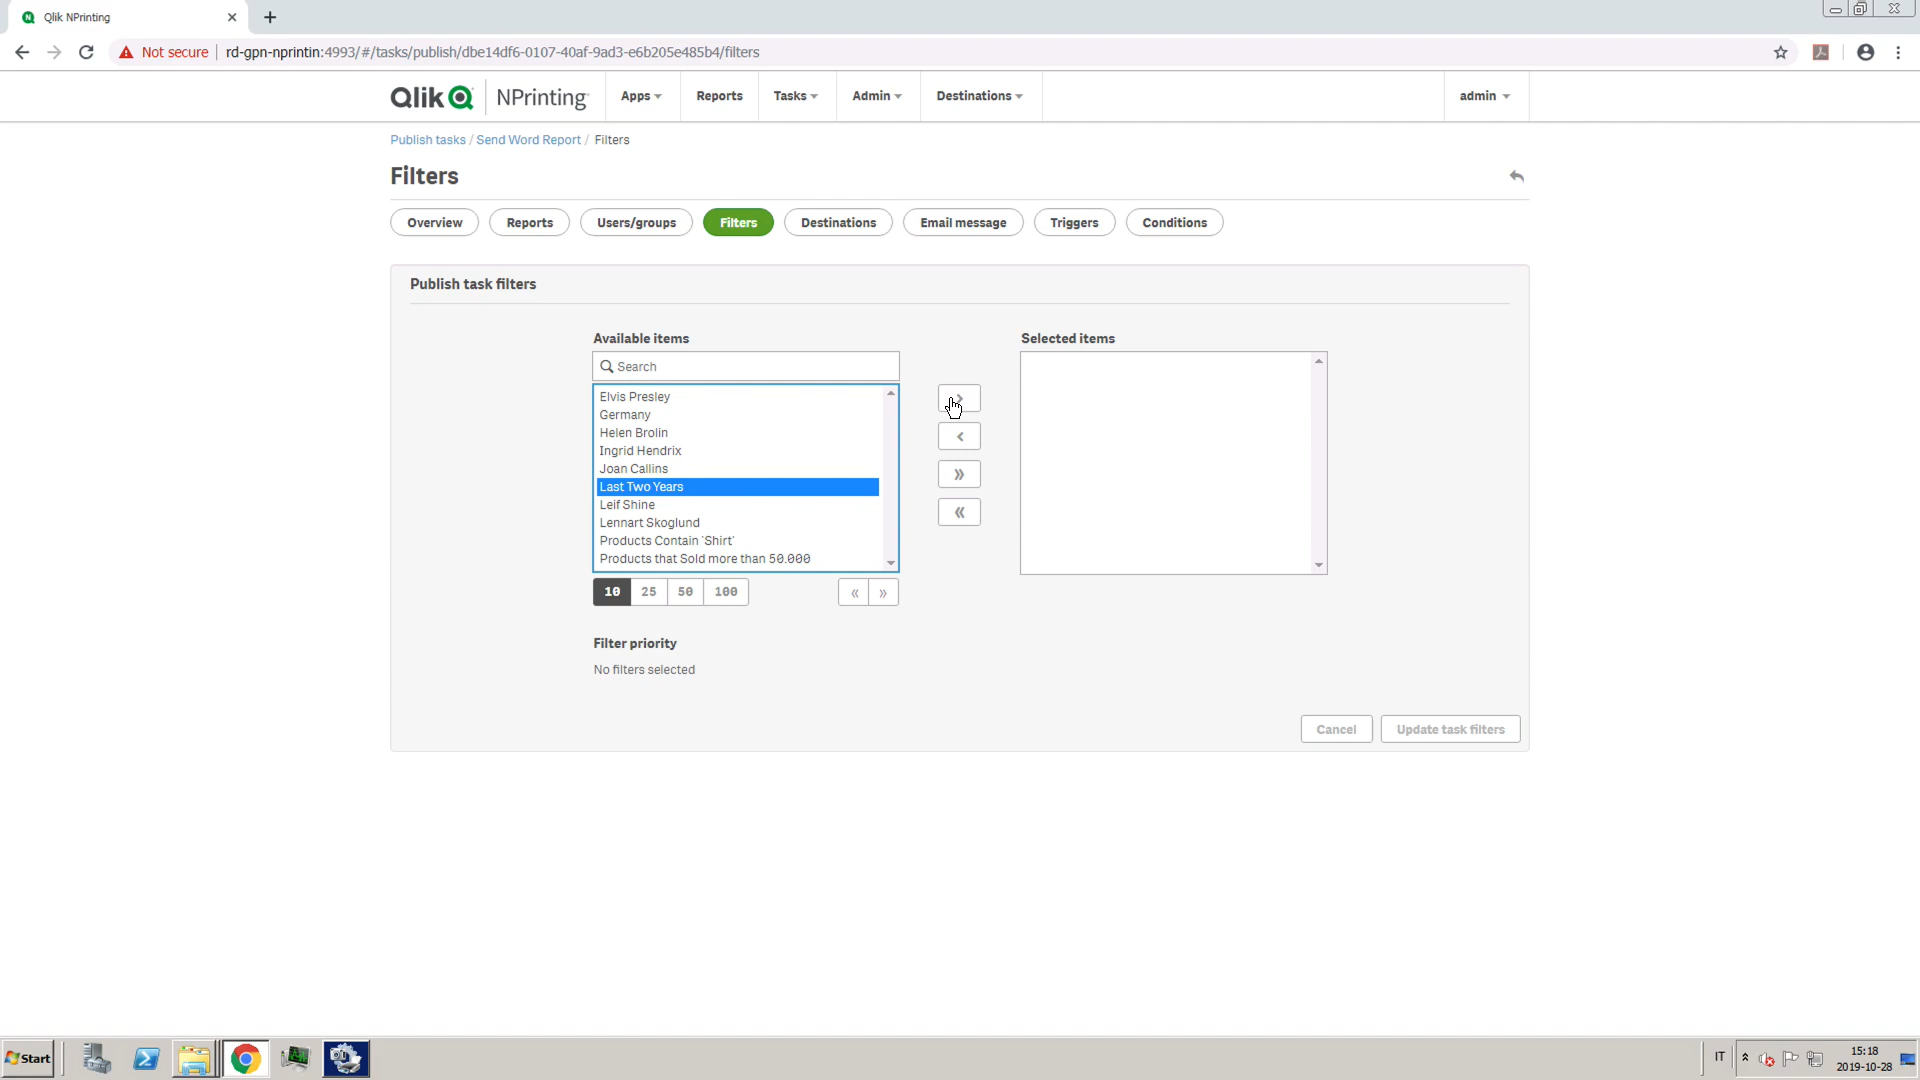 Qlik NPrinting
Not secure rd-gpn-nprintin:4993/#/tasks/publish/dbe14df6-0107-40af-9ad3-e6b205e485b4/filters
Qlik NPrinting Apps Reports Tasks Admin Destinations admin
Publish tasks / Send Word Report / Filters
Filters
Overview Reports Users/groups Filters Destinations Email message Triggers Conditions
Publish task filters
Available items Selected items
Search
Elvis Presley
Germany
Helen Brolin
Ingrid Hendrix
Joan Callins
Last Two Years
Leif Shine
Lennart Skoglund
Products Contain 'Shirt'
Products that Sold more than 50.000
10 25 50 100 « »
Filter priority
No filters selected
Cancel Update task filters
Start IT 15:18
2019-10-28